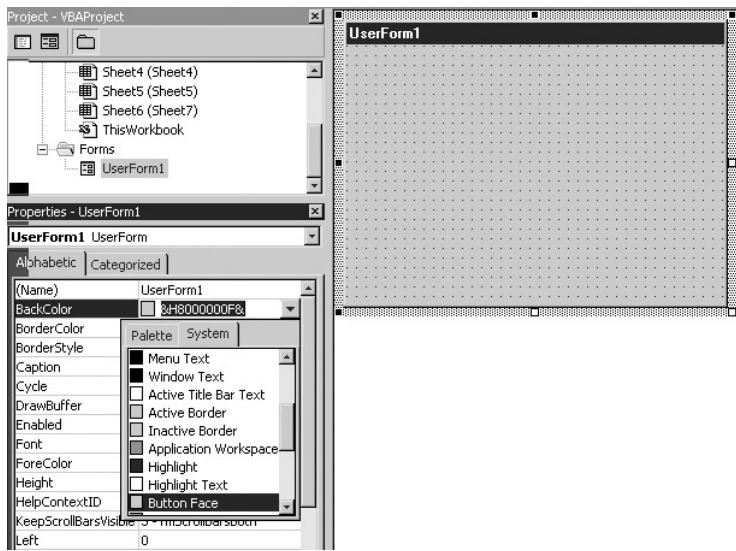 Project - VBAProject
Sheet4 (Sheet4)
Sheet5 (Sheet5)
Sheet6 (Sheet7)
ThisWorkbook
Forms
UserForm1
Properties - UserForm1
UserForm1 UserForm
Alphabetic Categorized
(Name) UserForm1
BackColor &H8000000F&
BorderColor
BorderStyle
Caption
Cycle
DrawBuffer
Enabled
Font
ForeColor
Height
HelpContextID
KeepScrollBarsVisible 3 - fmScrollBarsBoth
Left 0
Palette System
Menu Text
Window Text
Active Title Bar Text
Active Border
Inactive Border
Application Workspace
Highlight
Highlight Text
Button Face
UserForm1